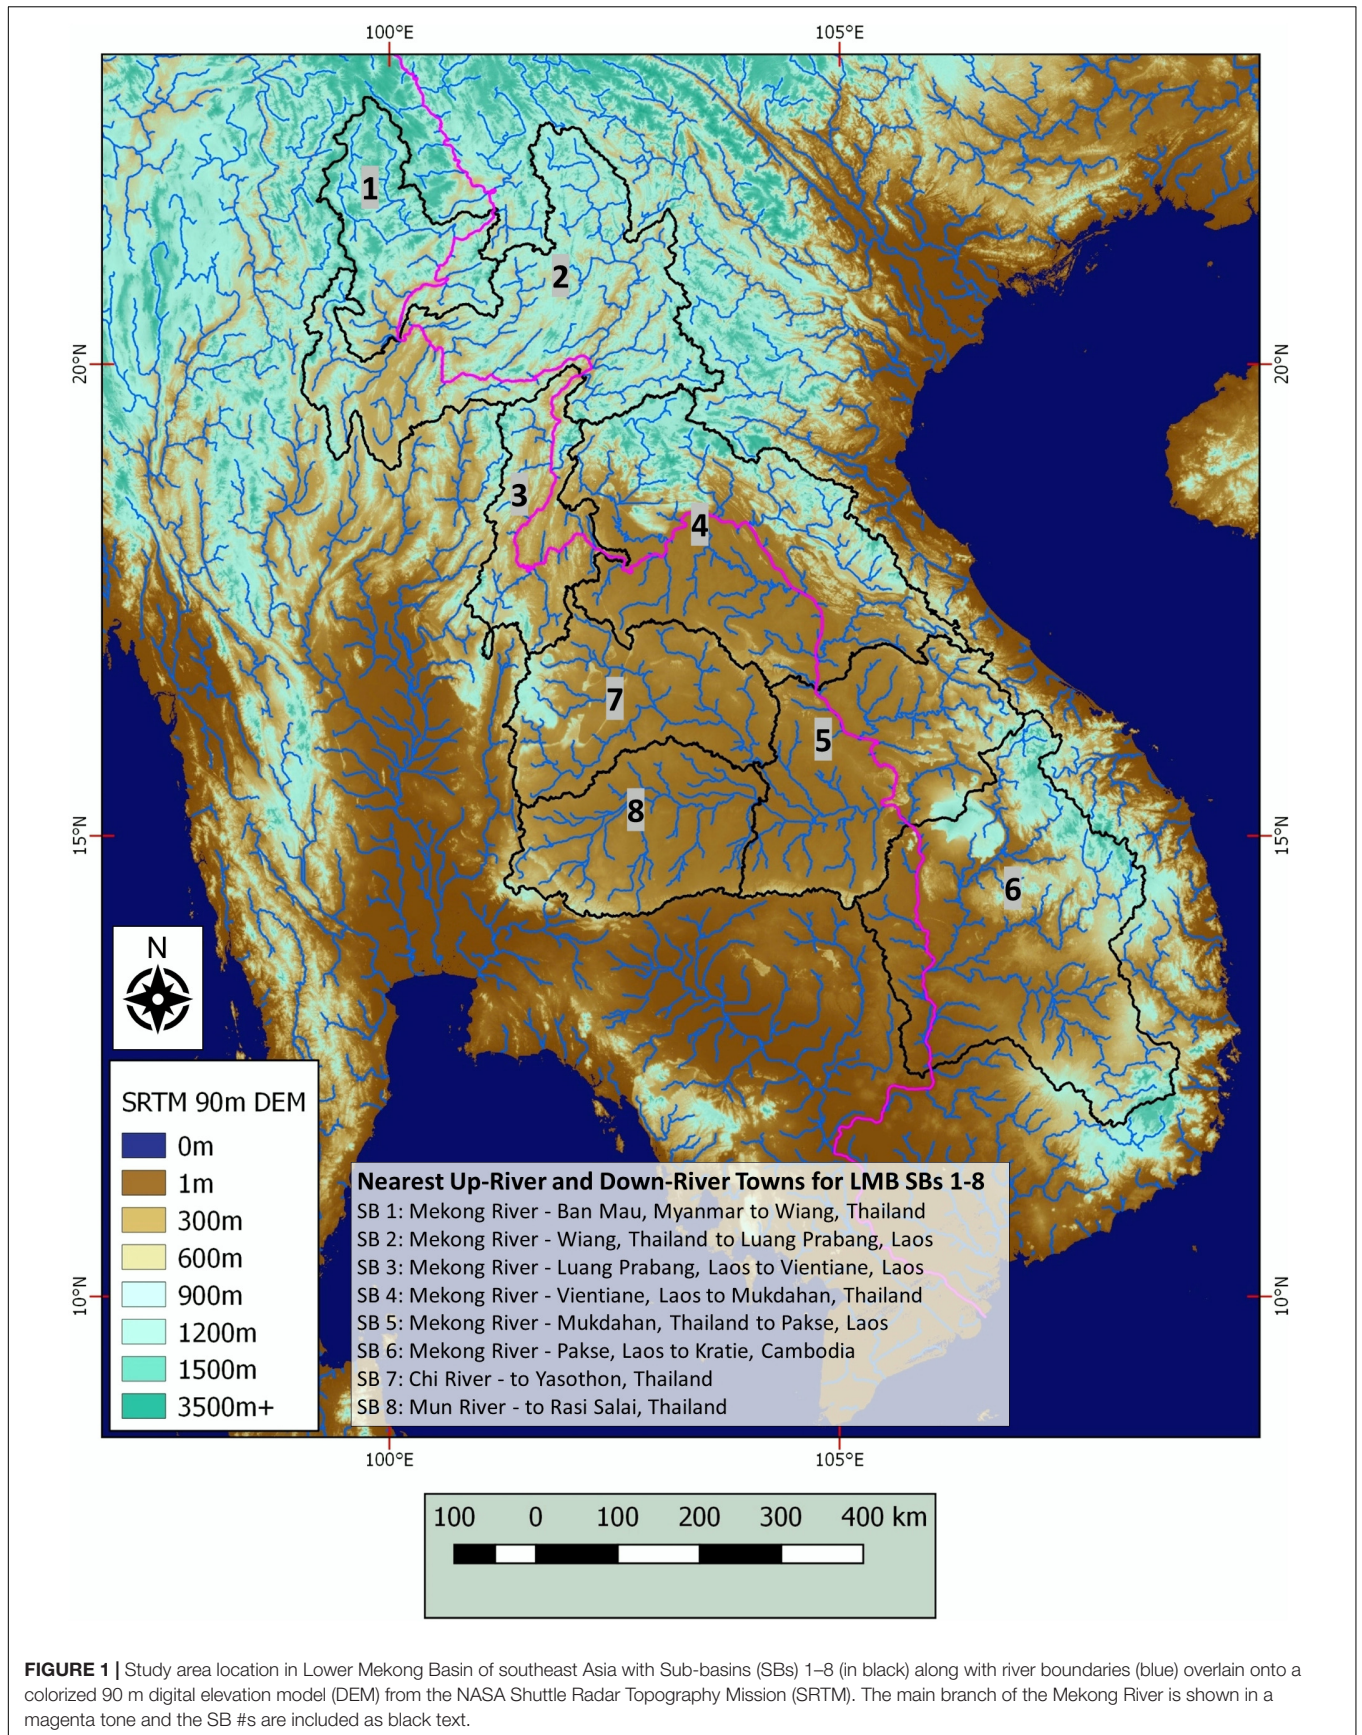 100°E 105°E
1
2
20°N 20°N
3
4
7
5
8
15°N 15°N
6
N
SRTM 90m DEM
0m
1m
300m
600m
900m
1200m
1500m
3500m+
Nearest Up-River and Down-River Towns for LMB SBs 1-8
SB 1: Mekong River - Ban Mau, Myanmar to Wiang, Thailand
SB 2: Mekong River - Wiang, Thailand to Luang Prabang, Laos
SB 3: Mekong River - Luang Prabang, Laos to Vientiane, Laos
SB 4: Mekong River - Vientiane, Laos to Mukdahan, Thailand
SB 5: Mekong River - Mukdahan, Thailand to Pakse, Laos
SB 6: Mekong River - Pakse, Laos to Kratie, Cambodia
SB 7: Chi River - to Yasothon, Thailand
SB 8: Mun River - to Rasi Salai, Thailand
10°N 10°N
100°E 105°E
100 0 100 200 300 400 km
FIGURE 1 | Study area location in Lower Mekong Basin of southeast Asia with Sub-basins (SBs) 1–8 (in black) along with river boundaries (blue) overlain onto a
colorized 90 m digital elevation model (DEM) from the NASA Shuttle Radar Topography Mission (SRTM). The main branch of the Mekong River is shown in a
magenta tone and the SB #s are included as black text.